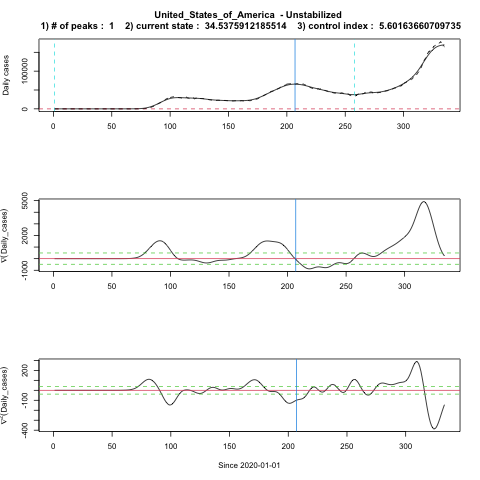 United_States_of_America - Unstabilized
1) # of peaks : 1 2) current state : 34.5375912185514 3) control index : 5.60163660709735
Daily cases
0 100000
0 50 100 150 200 250 300
∇(Daily_cases)
-1000 2000 5000
0 50 100 150 200 250 300
∇²(Daily_cases)
-400 -100 200
0 50 100 150 200 250 300
Since 2020-01-01